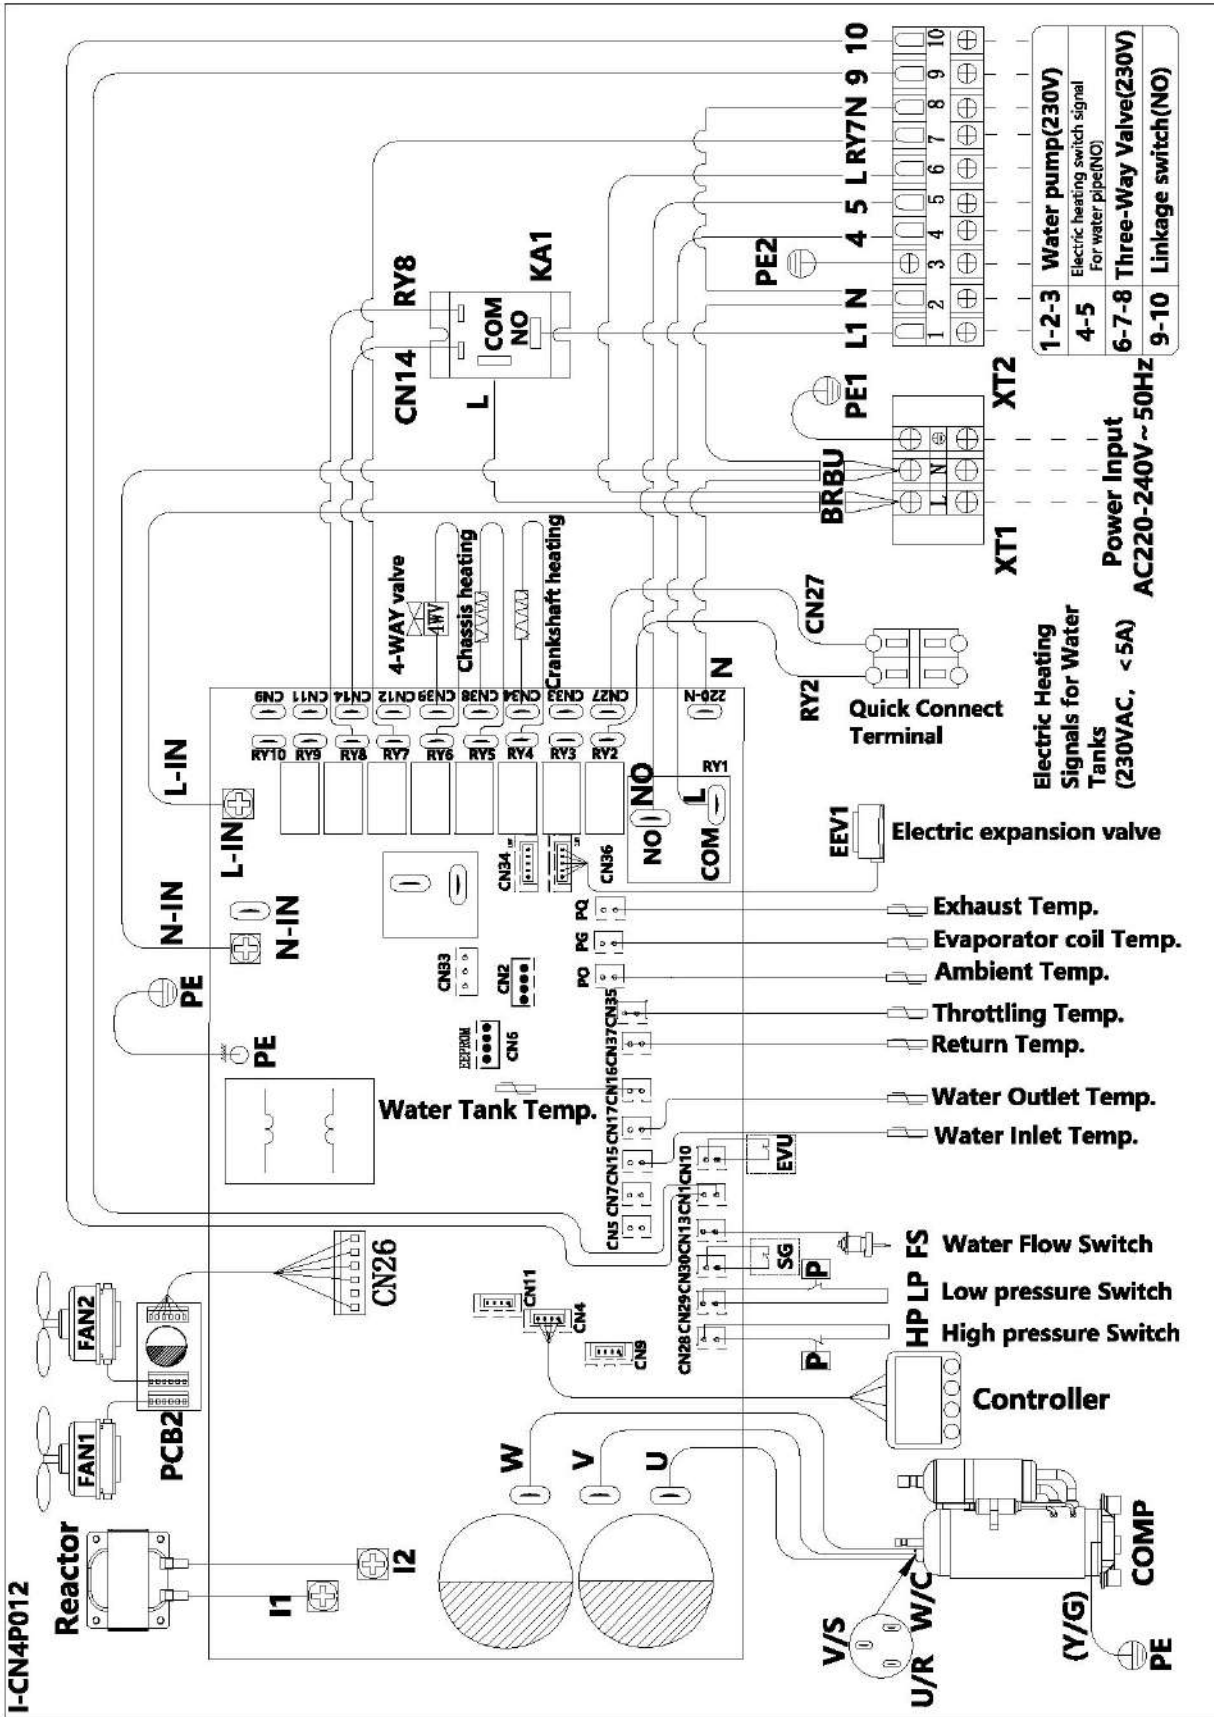 I-CN4P012
Reactor
FAN1
FAN2
PCB2
I1
I2
CN26
PE
PE
N-IN
N-IN
L-IN
L-IN
RY10
RY9
RY8
RY7
RY6
RY5
RY4
RY3
RY2
RY1
CN9
CN11
CN14
CN12
CN39
CN38
CN34
CN33
CN27
220-N
N
4-WAY valve
4WV
Chassis heating
Crankshaft heating
CN14
RY8
COM
NO
KA1
L
NO
NO
L
COM
CN34
CN36
CN33
CN2
EEPROM
CN6
PQ
PG
PO
CN35
CN37
CN16
CN17
CN15
CN7
CN5
Water Tank Temp.
CN10
CN1
CN13
CN30
CN29
CN28
EVU
SG
P
P
CN11
CN4
CN9
W
V
U
RY2
CN27
Quick Connect
Terminal
Electric Heating
Signals for Water
Tanks
(230VAC, <5A)
EEV1
Electric expansion valve
Exhaust Temp.
Evaporator coil Temp.
Ambient Temp.
Throttling Temp.
Return Temp.
Water Outlet Temp.
Water Inlet Temp.
FS
Water Flow Switch
LP
Low pressure Switch
HP
High pressure Switch
Controller
V/S
U/R
W/C
(Y/G)
PE
COMP
BR
BU
PE1
L
N
XT1
XT2
Power Input
AC220-240V~50Hz
L1
N
PE2
4
5
L
RY7
N
9
10
1
2
3
4
5
6
7
8
9
10
1-2-3 Water pump(230V)
4-5 Electric heating switch signal
For water pipe(NO)
6-7-8 Three-Way Valve(230V)
9-10 Linkage switch(NO)